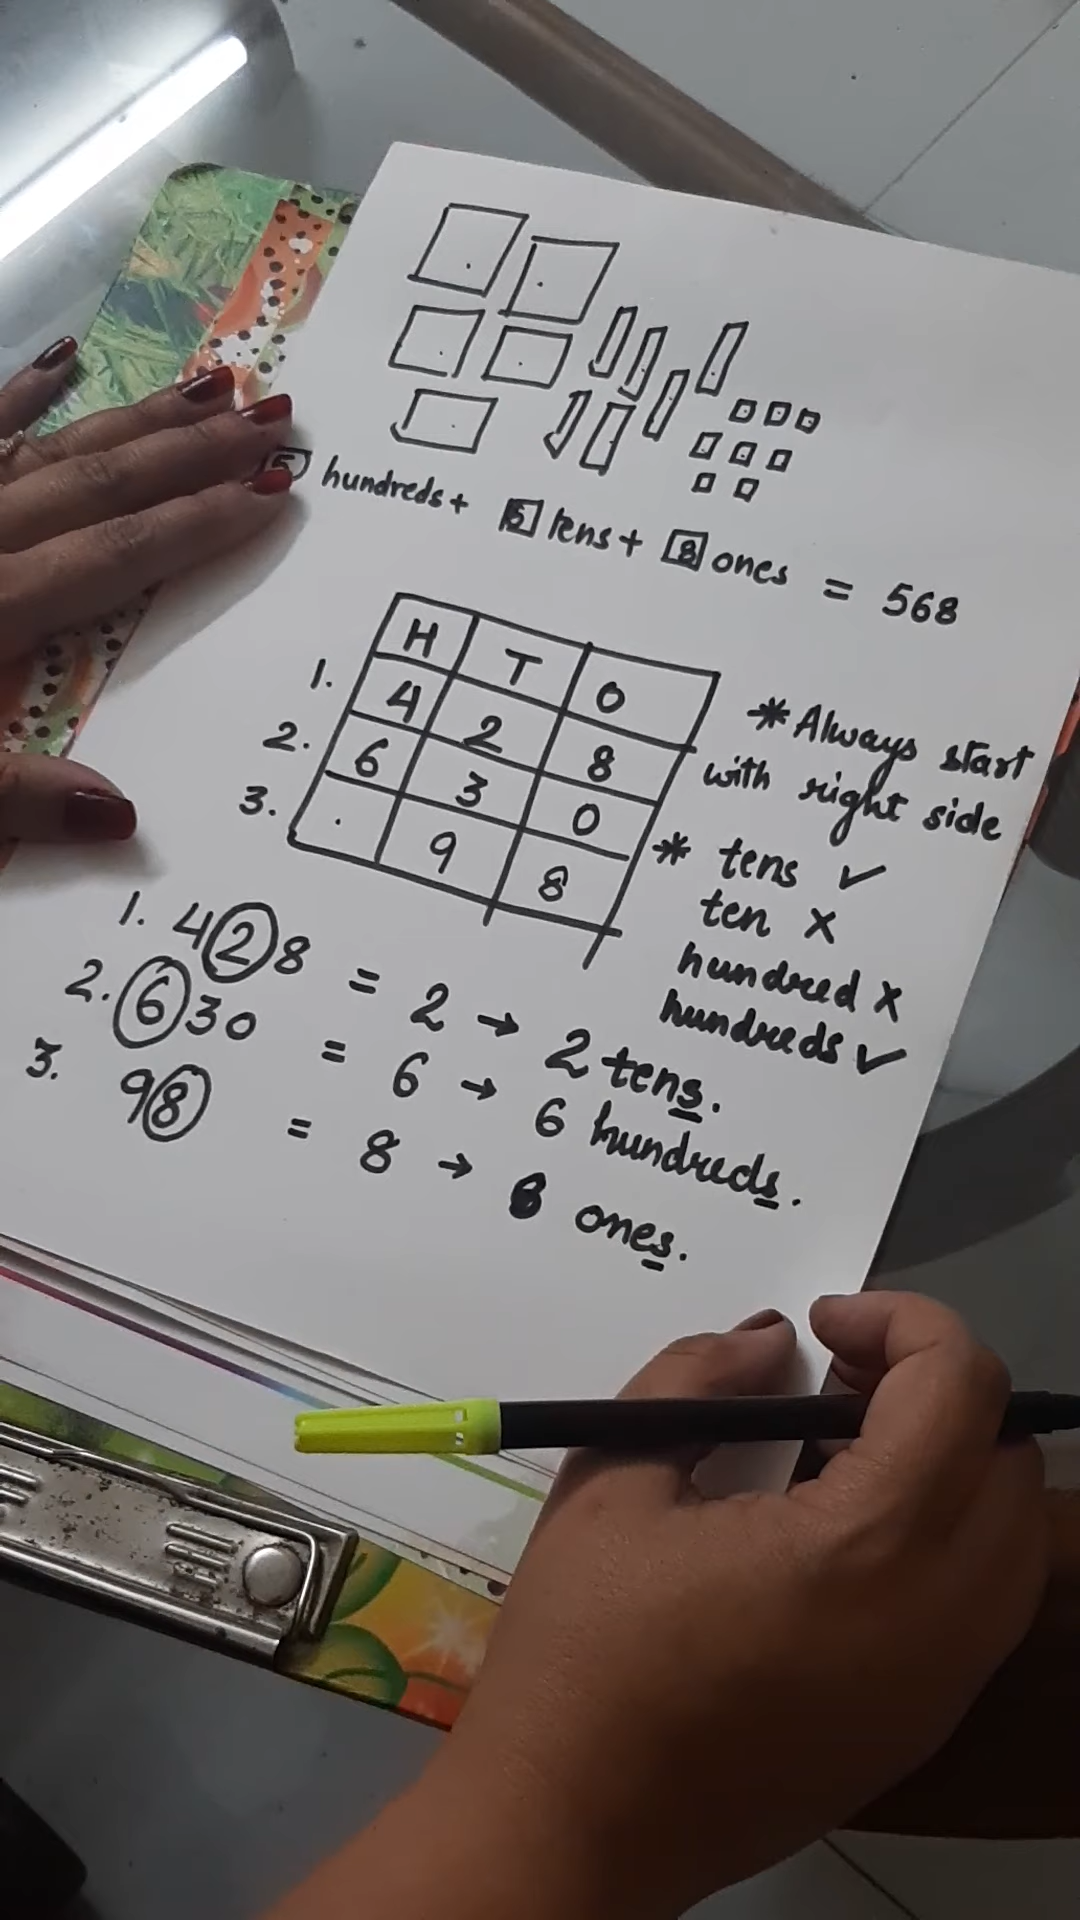 5 hundreds + 6 tens + 8 ones = 568
H T O
1. 4 2 8
2. 6 3 0
3. . 9 8
* Always start
with right side
* tens ✓
ten X
hundred X
hundreds ✓
1. 428 = 2 → 2 tens.
2. 630 = 6 → 6 hundreds.
3. 98 = 8 → 8 ones.